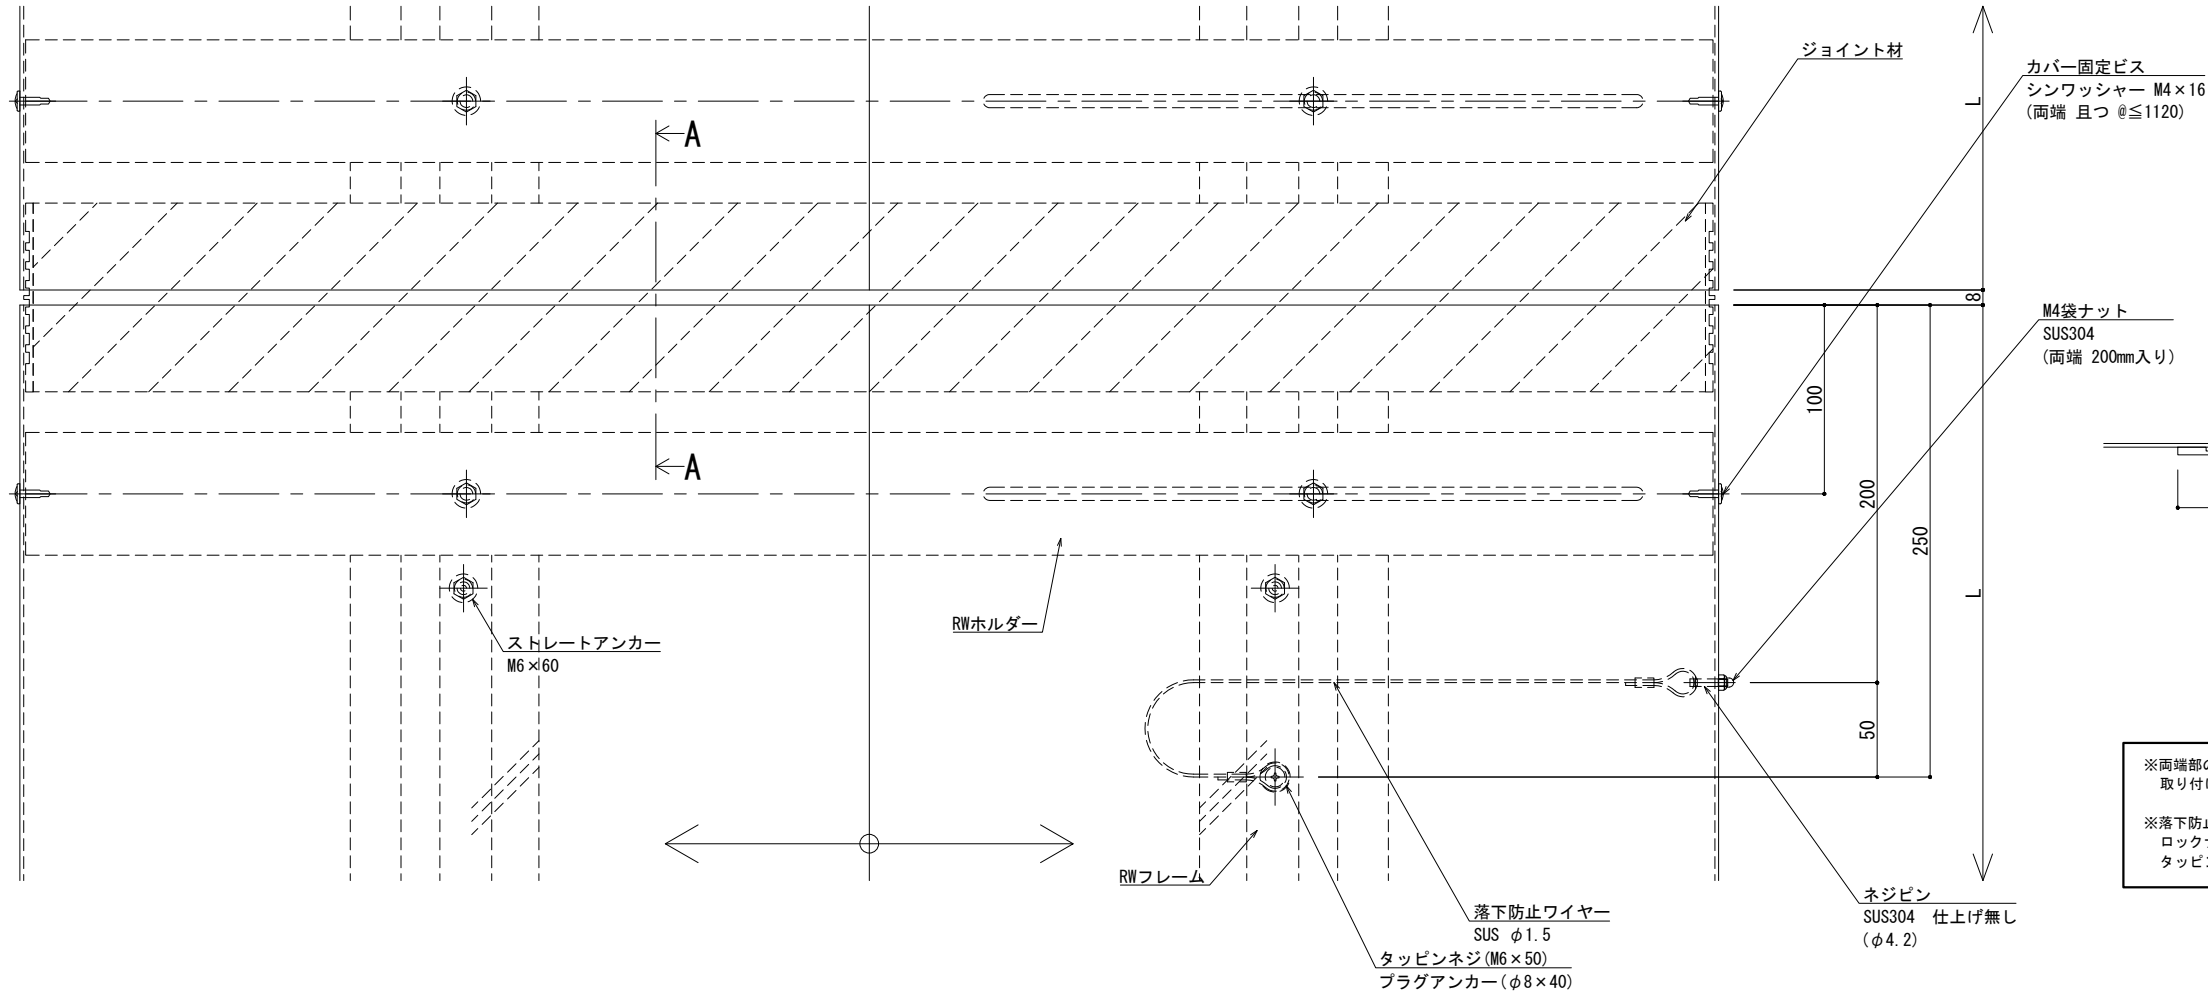 ジョイント材
カバー固定ビス
シンワッシャー M4×16
(両端 且つ @≦1120)
L
A
8
M4袋ナット
SUS304
(両端 200mm入り)
100
200
250
A
RWホルダー
L
ストレートアンカー
M6×60
50
※両端部の
取り付け
※落下防止
ロック
タッピ
RWフレーム
ネジピン
SUS304 仕上げ無し
(φ4.2)
落下防止ワイヤー
SUS φ1.5
タッピンネジ(M6×50)
プラグアンカー(φ8×40)